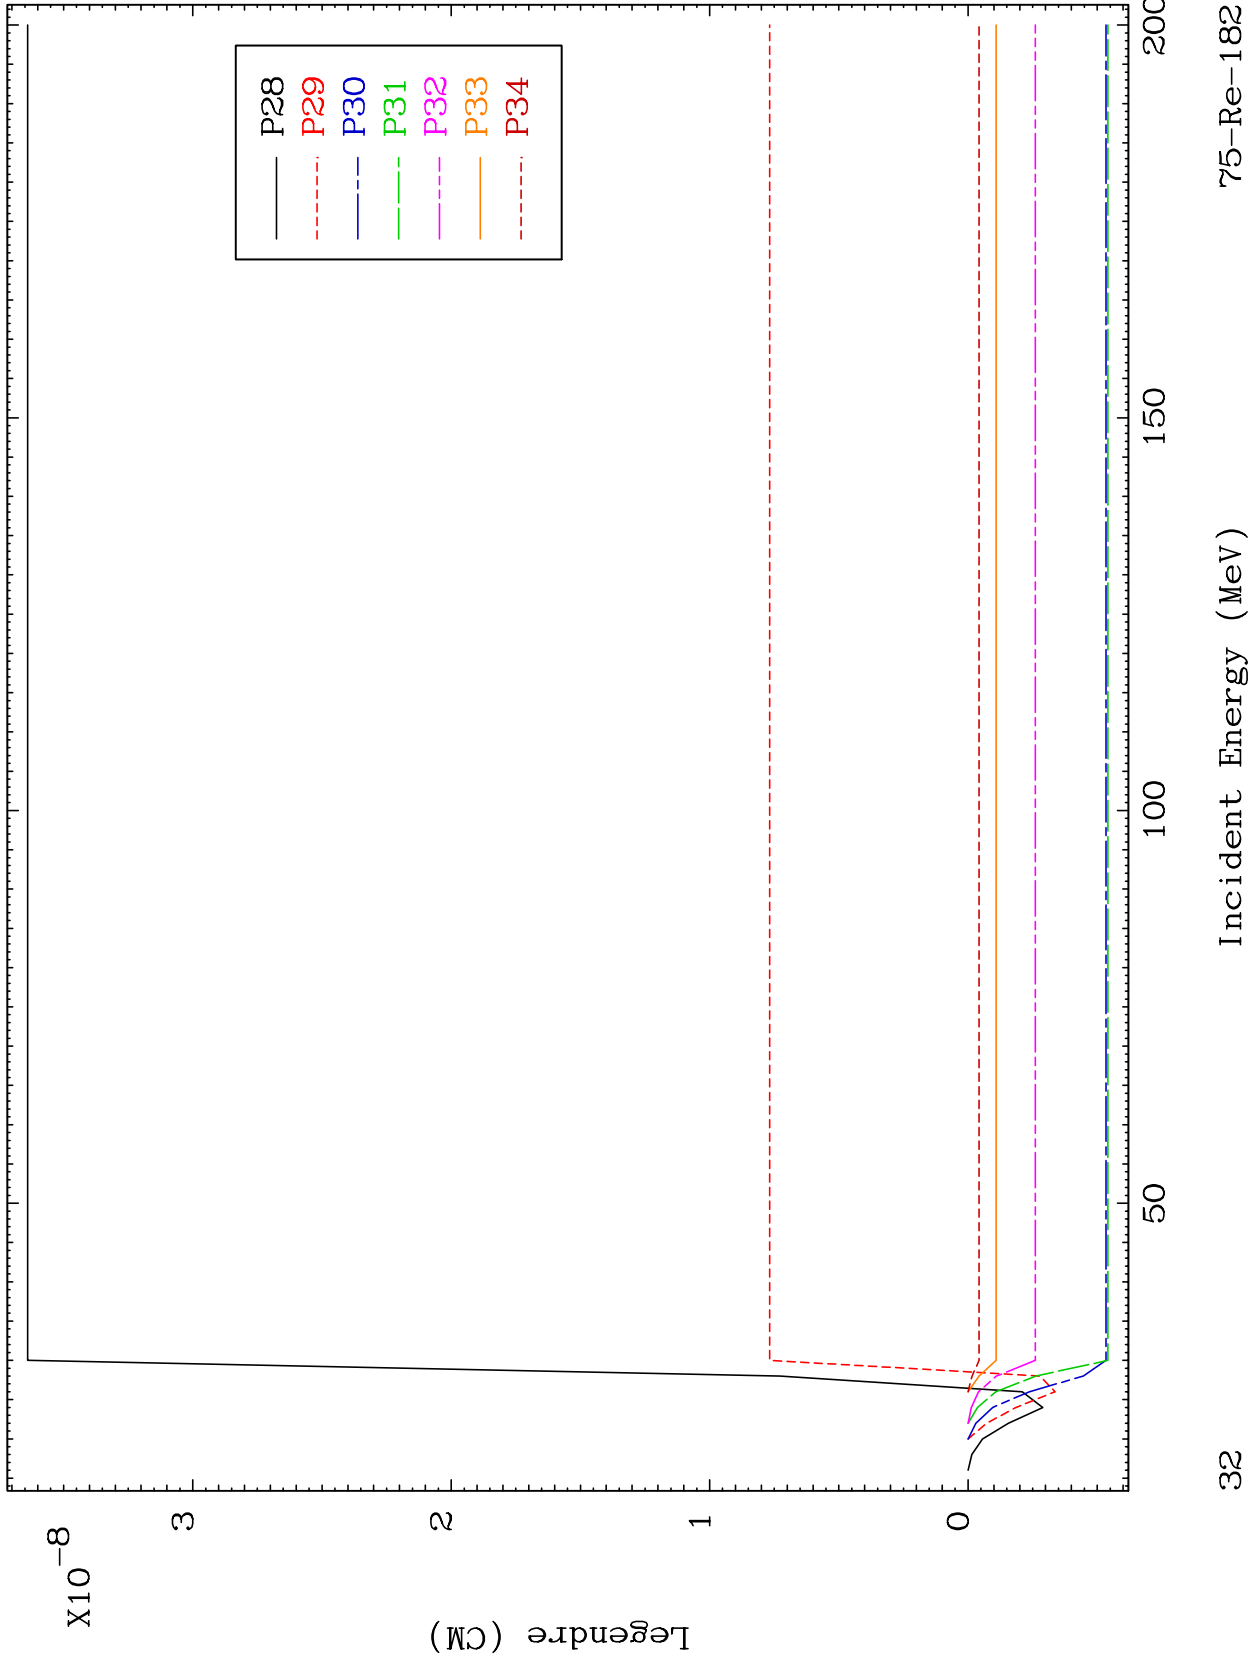 X10-8
3
2
1
0
Legendre (CM)
P28
P29
P30
P31
P32
P33
P34
50
100
150
200
Incident Energy (MeV)
32
75-Re-182